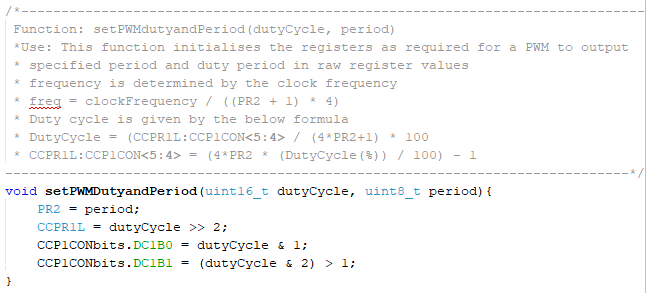 /*------------------------------------------------------------------------------
Function: setPWMdutyandPeriod(dutyCycle, period)
*Use: This function initialises the registers as required for a PWM to output
* specified period and duty period in raw register values
* frequency is determined by the clock frequency
* freq = clockFrequency / ((PR2 + 1) * 4)
* Duty cycle is given by the below formula
* DutyCycle = (CCPR1L:CCP1CON<5:4> / (4*PR2+1) * 100
* CCPR1L:CCP1CON<5:4> = (4*PR2 * (DutyCycle(%)) / 100) - 1
------------------------------------------------------------------------------*/
void setPWMDutyandPeriod(uint16_t dutyCycle, uint8_t period){
PR2 = period;
CCPR1L = dutyCycle >> 2;
CCP1CONbits.DC1B0 = dutyCycle & 1;
CCP1CONbits.DC1B1 = (dutyCycle & 2) > 1;
}